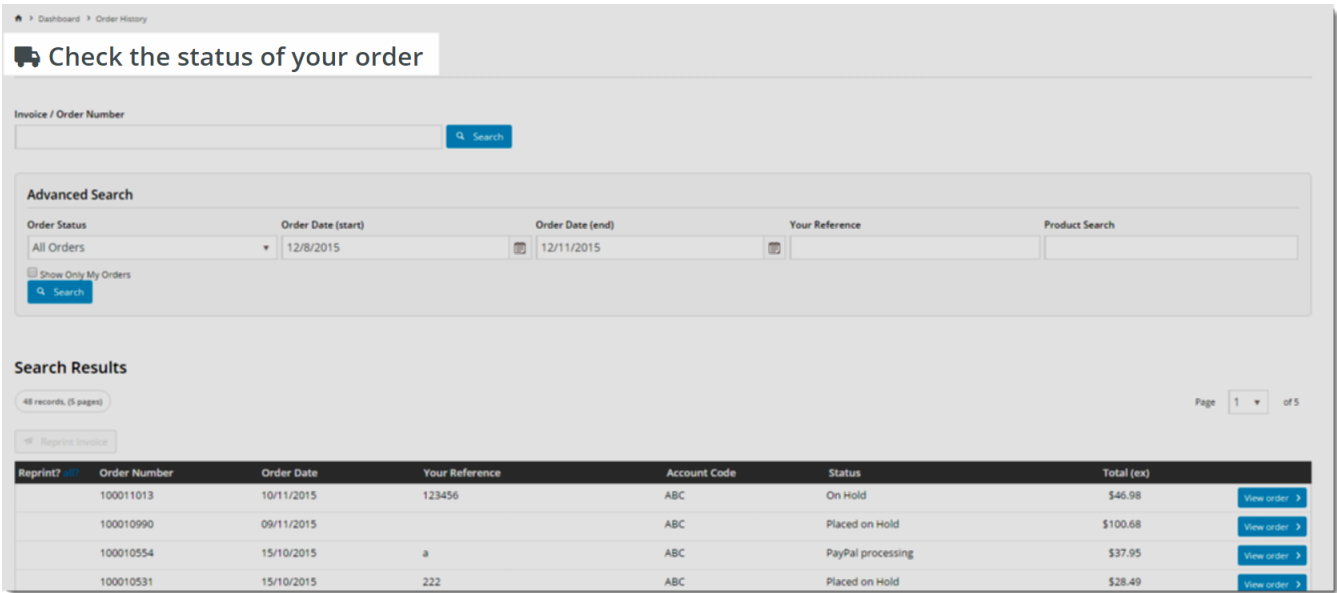 Dashboard > Order History
Check the status of your order
Invoice / Order Number
Search
Advanced Search
Order Status Order Date (start) Order Date (end) Your Reference Product Search
All Orders 12/8/2015 12/11/2015
Show Only My Orders
Search
Search Results
48 records, (5 pages) Page 1 of 5
Reprint Invoice
Reprint? all? Order Number Order Date Your Reference Account Code Status Total (ex)
100011013 10/11/2015 123456 ABC On Hold $46.98 View order
100010990 09/11/2015 ABC Placed on Hold $100.68 View order
100010554 15/10/2015 a ABC PayPal processing $37.95 View order
100010531 15/10/2015 222 ABC Placed on Hold $28.49 View order